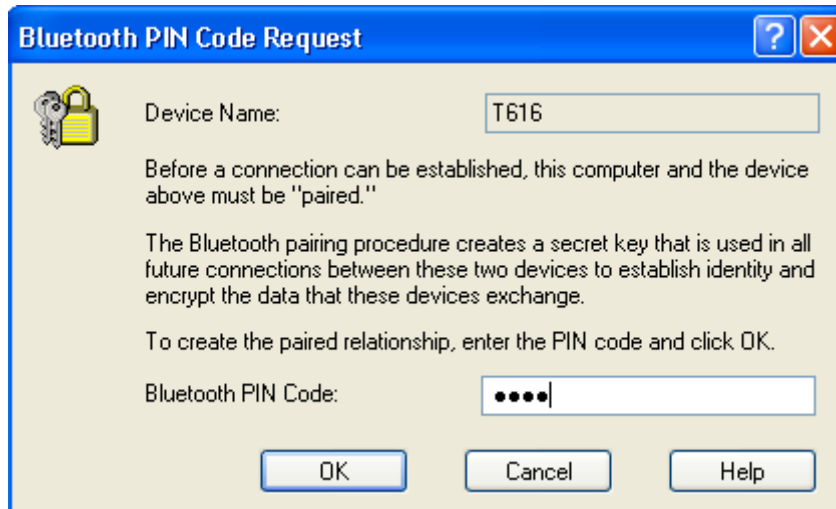 Bluetooth PIN Code Request
Device Name: T616
Before a connection can be established, this computer and the device
above must be "paired."
The Bluetooth pairing procedure creates a secret key that is used in all
future connections between these two devices to establish identity and
encrypt the data that these devices exchange.
To create the paired relationship, enter the PIN code and click OK.
Bluetooth PIN Code: ••••
OK Cancel Help